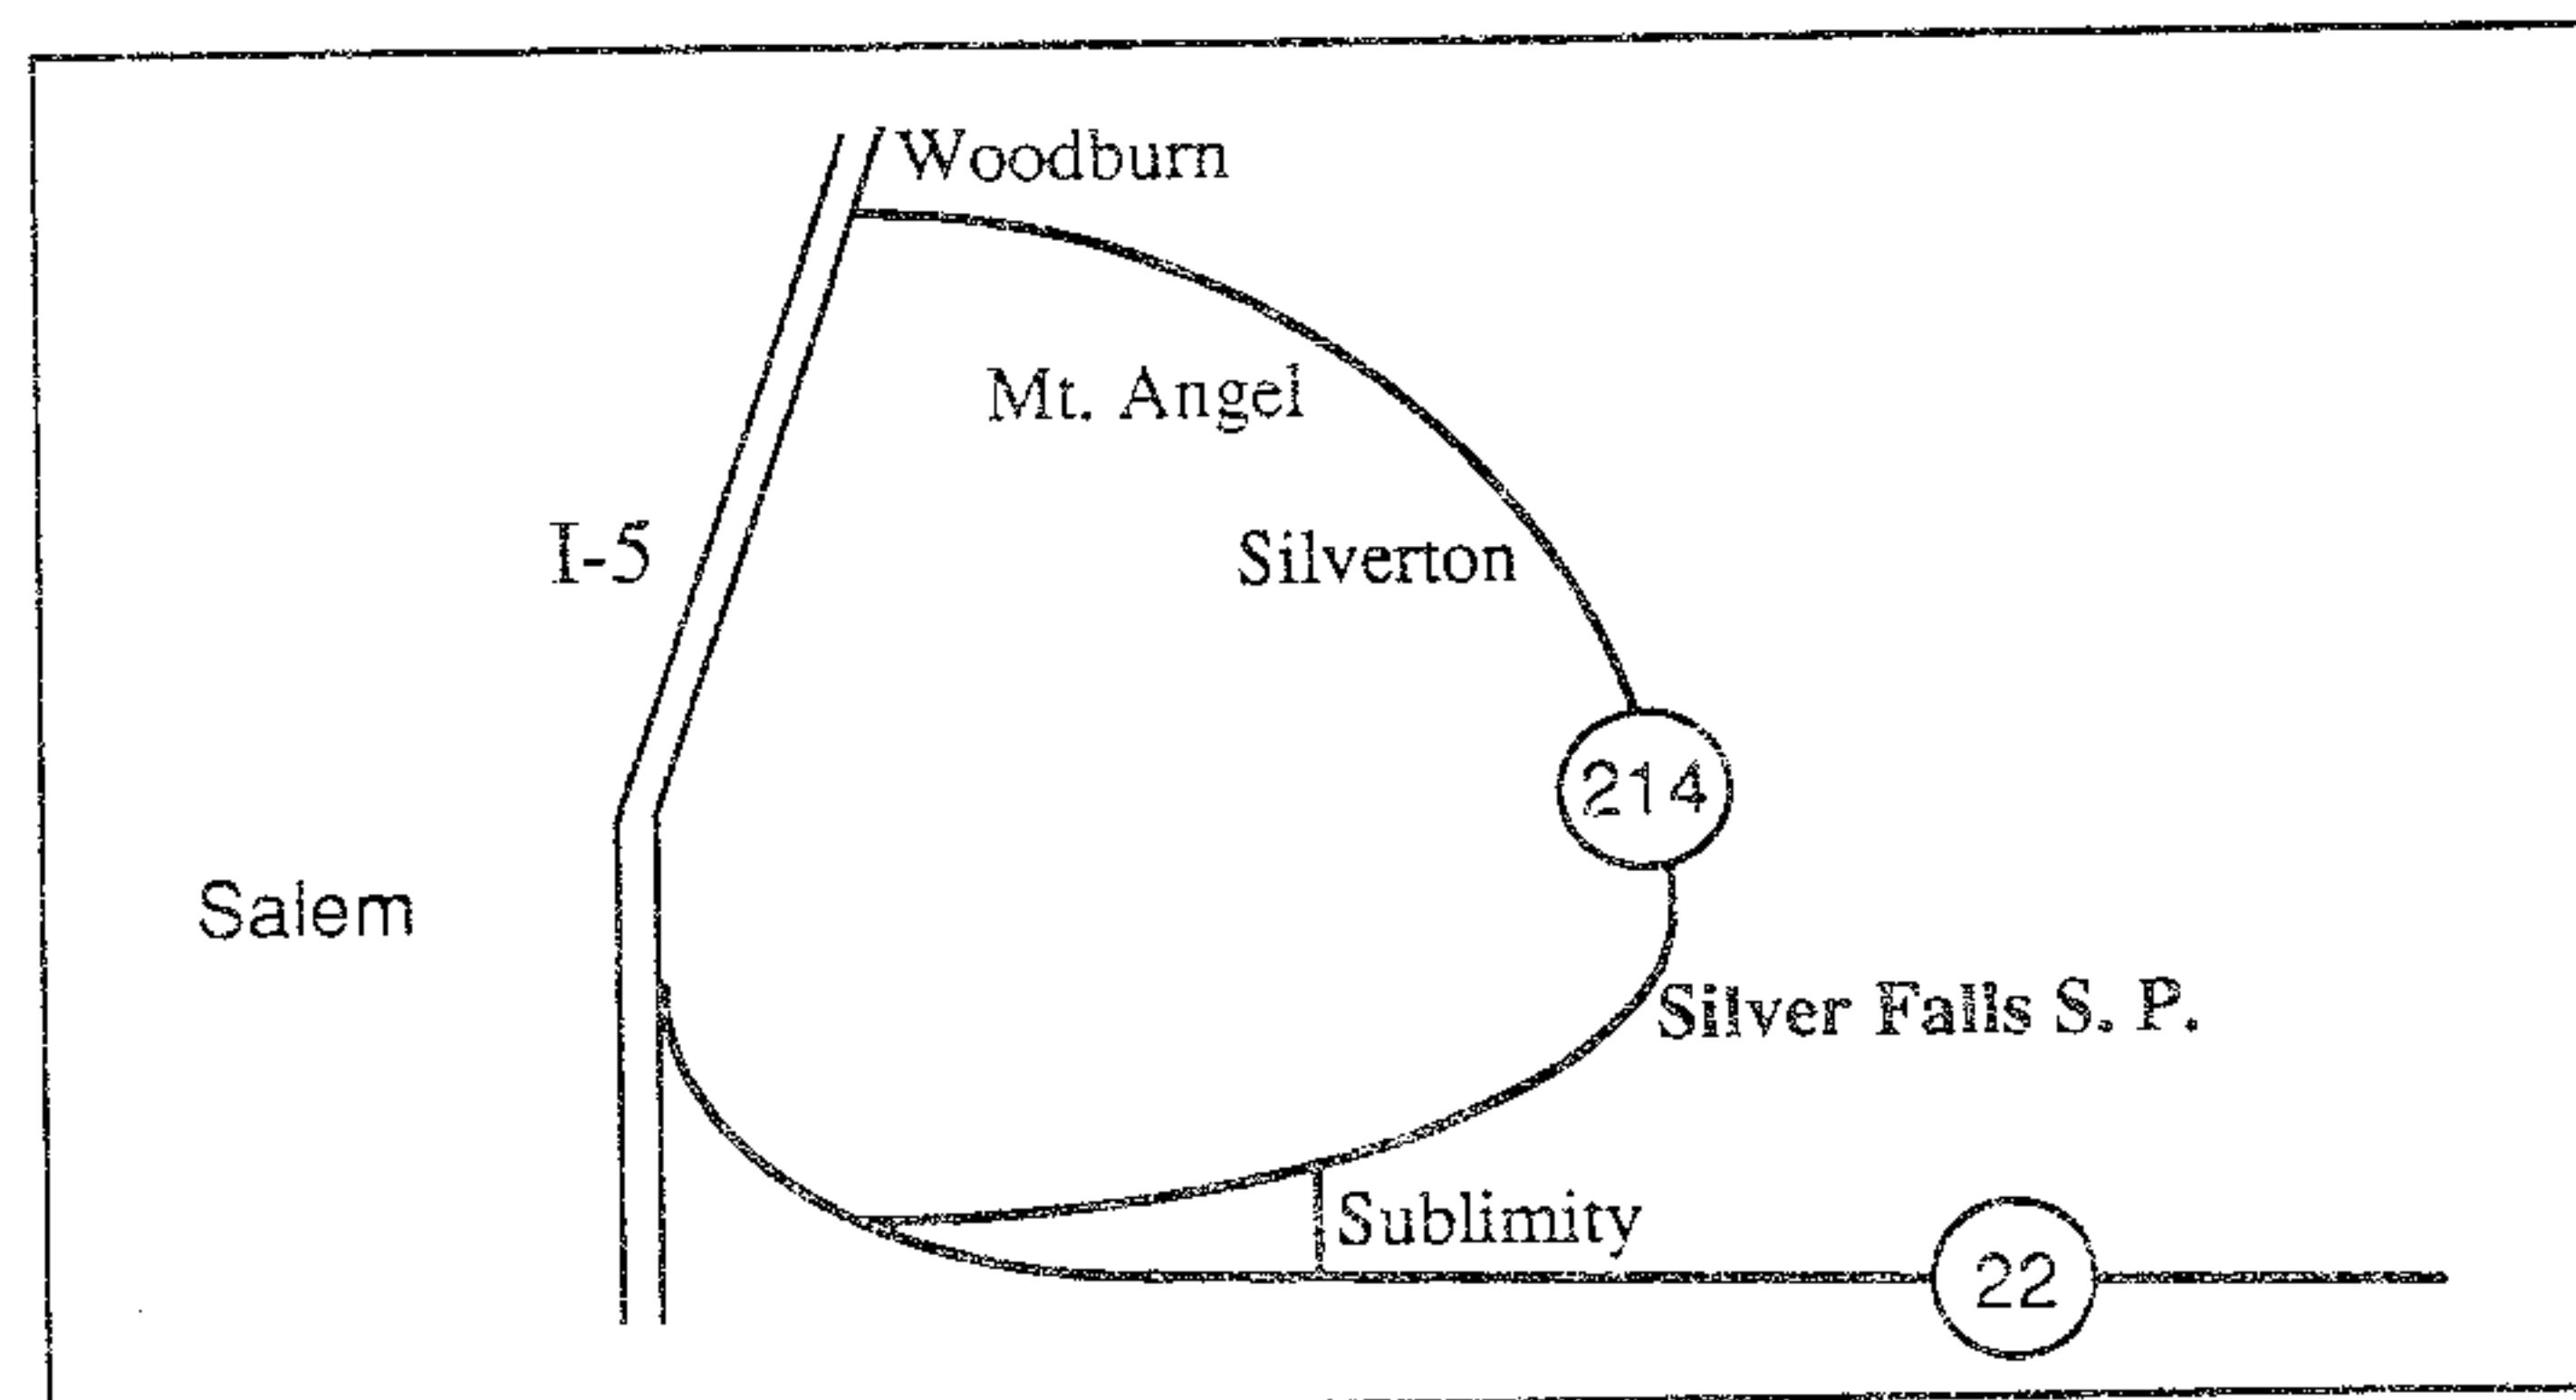 Woodburn
Mt. Angel
I-5
Silverton
214
Salem
Silver Falls S. P.
Sublimity
22